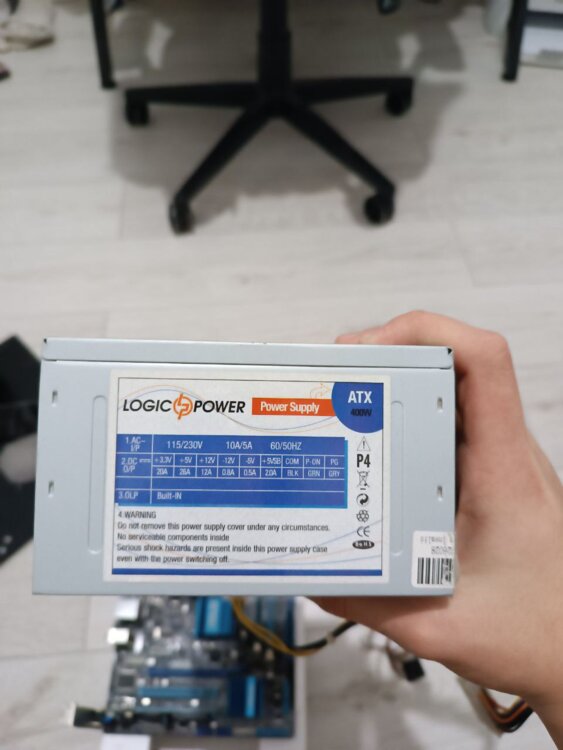 LOGIC POWER Power Supply ATX
400W
1.AC~ I/P 115/230V 10A/5A 60/50HZ
2.DC O/P +3.3V +5V +12V -12V -5V +5VSB COM P-ON PG
20A 26A 12A 0.8A 0.5A 2.0A BLK GRN GRY
3.OLP Built-IN
P4
4.WARNING
Do not remove this power supply cover under any circumstances.
No serviceable components inside
Serious shock hazards are present inside this power supply case
even with the power switching off.
CE